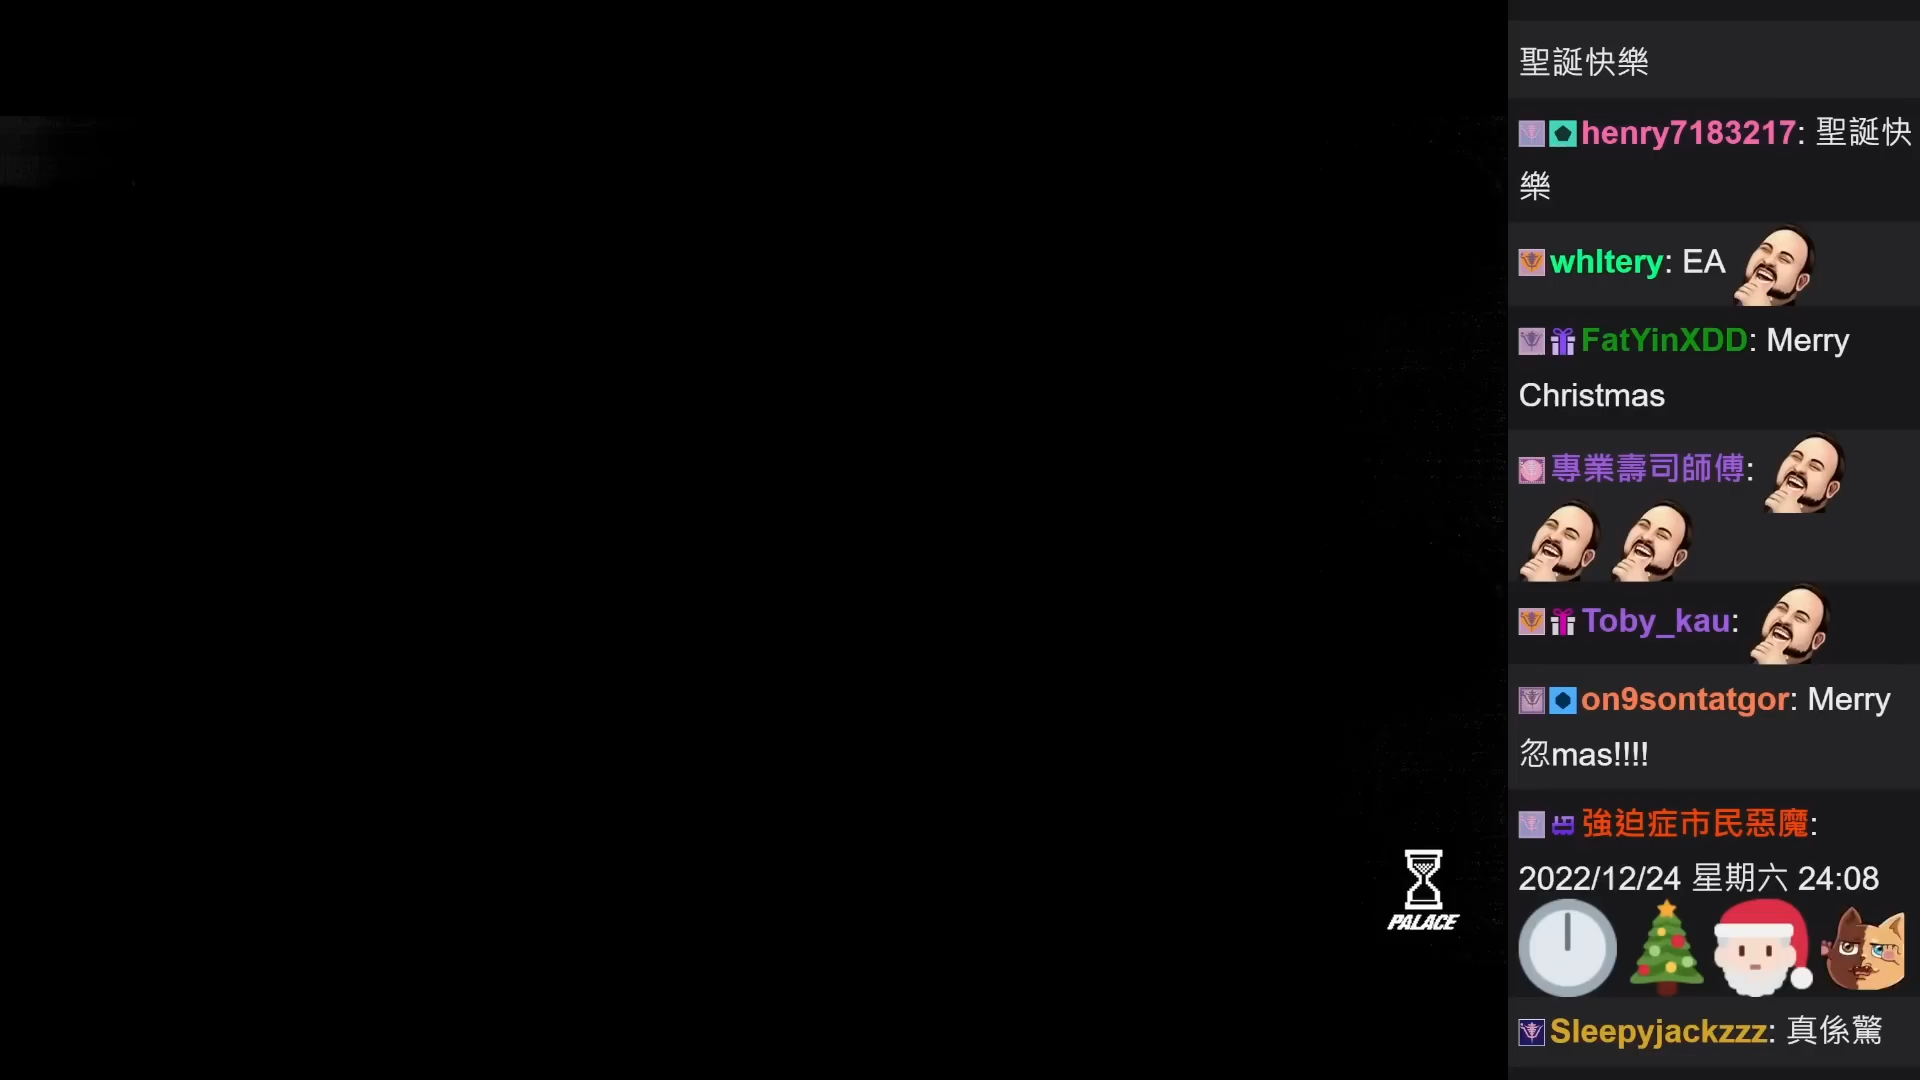 聖誕快樂
henry7183217: 聖誕快
樂
whltery: EA
FatYinXDD: Merry
Christmas
專業壽司師傅:
Toby_kau:
on9sontatgor: Merry
忽mas!!!!
強迫症市民惡魔:
2022/12/24 星期六 24:08
PALACE
Sleepyjackzzz: 真係驚